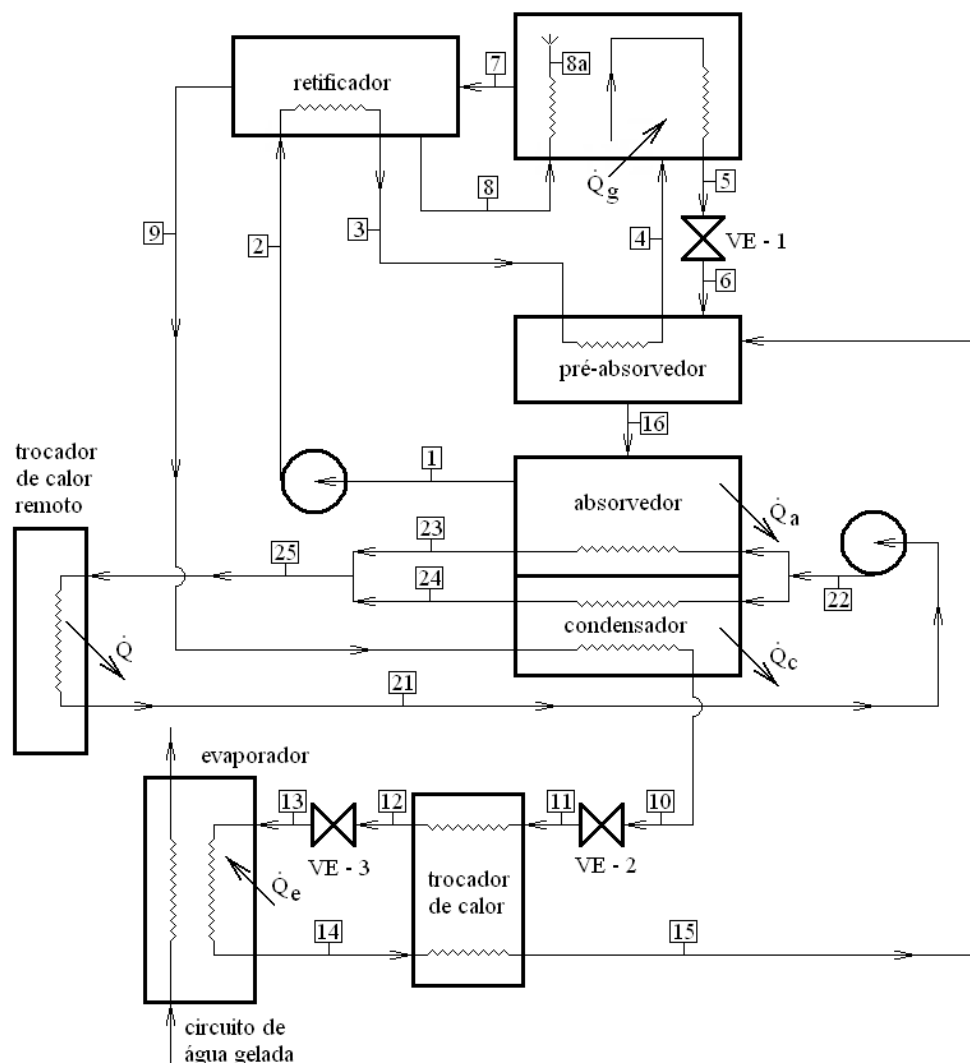 retificador
7
8a
Q̇g
5
8
9
2
3
4
VE - 1
6
pré-absorvedor
16
trocador
de calor
remoto
1
absorvedor
Q̇a
23
25
24
22
condensador
Q̇
Q̇c
21
evaporador
13
12
11
10
VE - 3
VE - 2
Q̇e
trocador
de calor
14
15
circuito de
água gelada